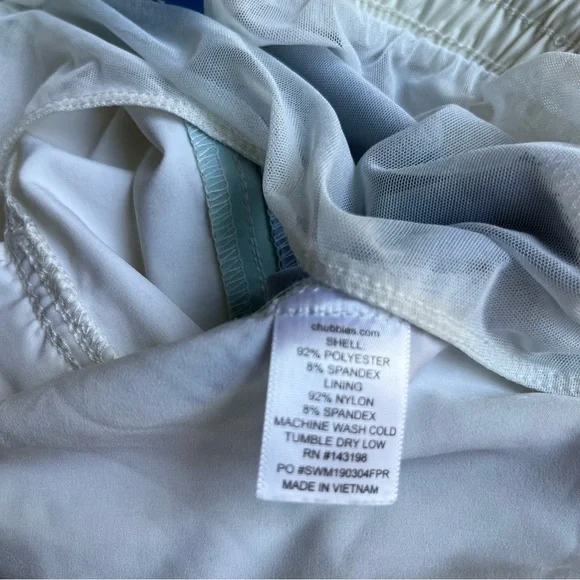 chubbies.com
SHELL:
92% POLYESTER
8% SPANDEX
LINING
92% NYLON
8% SPANDEX
MACHINE WASH COLD
TUMBLE DRY LOW
RN #143198
PO #SWM190304FPR
MADE IN VIETNAM